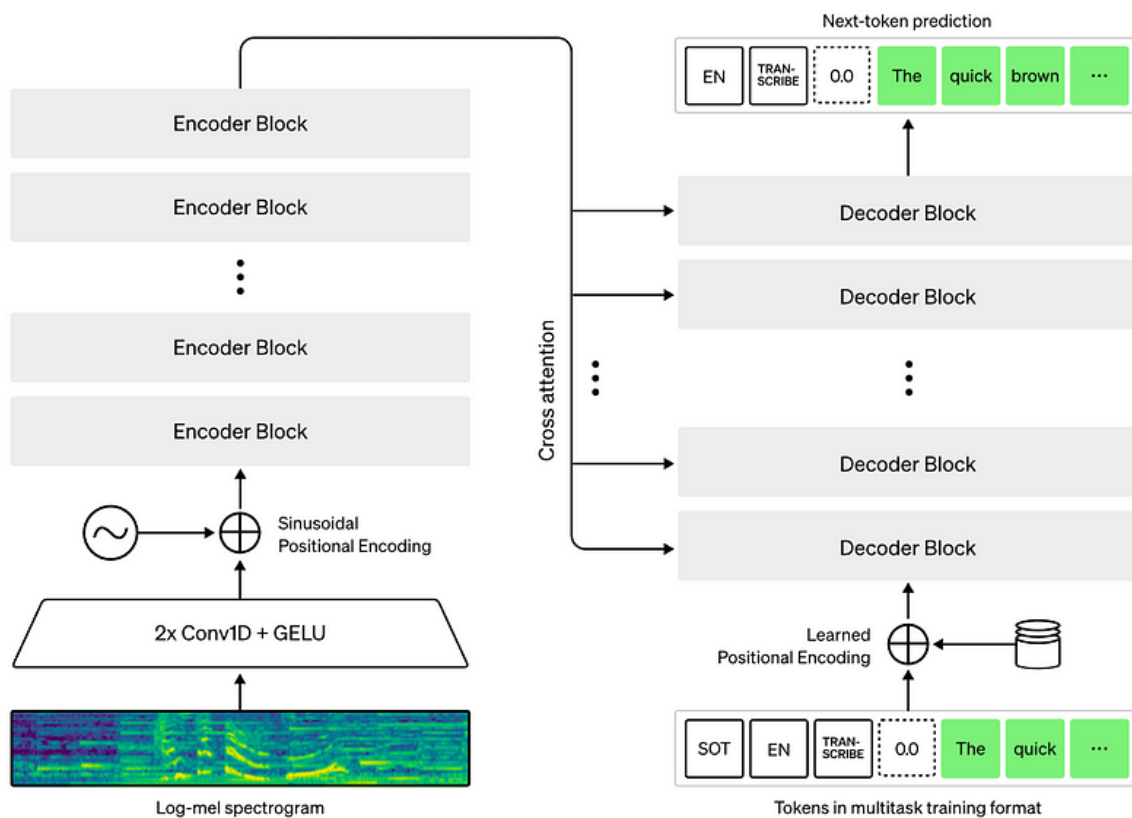 Next-token prediction
EN TRAN-
SCRIBE 0.0 The quick brown ...
Encoder Block
Encoder Block
Encoder Block
Encoder Block
Sinusoidal
Positional Encoding
2x Conv1D + GELU
Log-mel spectrogram
Cross attention
Decoder Block
Decoder Block
Decoder Block
Decoder Block
Learned
Positional Encoding
SOT EN TRAN-
SCRIBE 0.0 The quick ...
Tokens in multitask training format